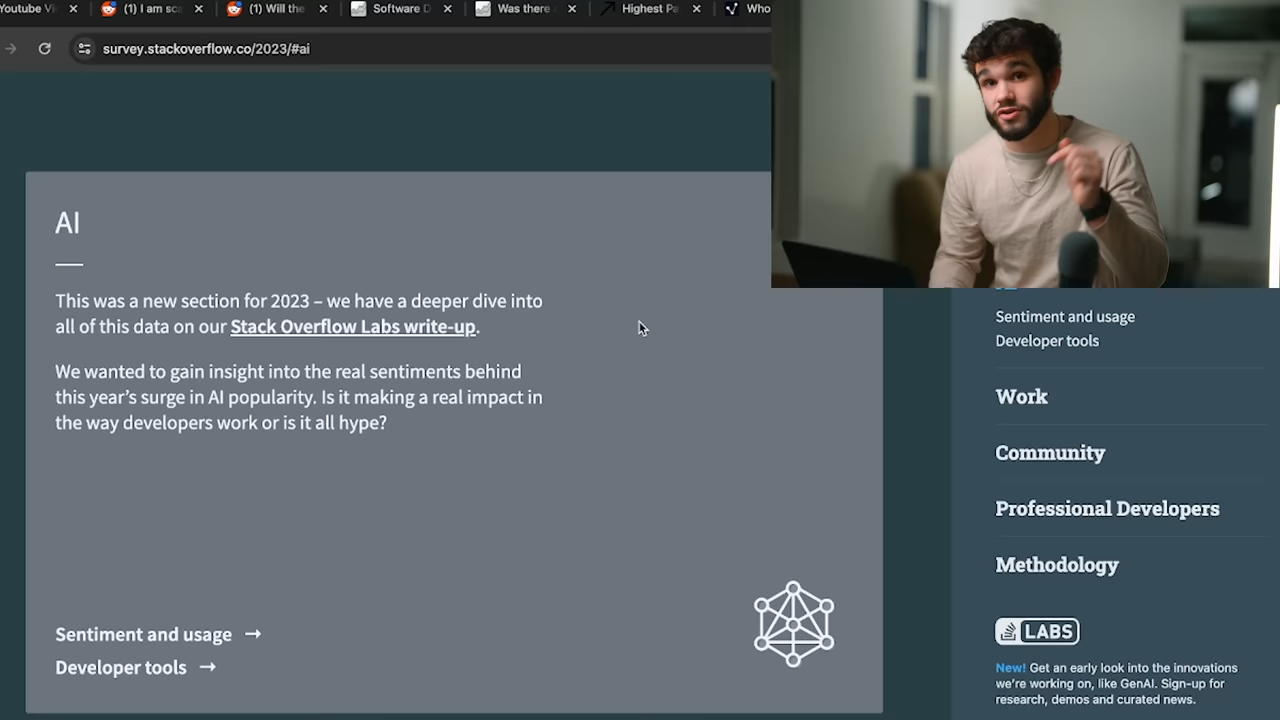 Youtube Vi
(1) I am sca
(1) Will the
Software D
Was there
Highest Pa
Who
survey.stackoverflow.co/2023/#ai
AI
This was a new section for 2023 – we have a deeper dive into
all of this data on our Stack Overflow Labs write-up.
We wanted to gain insight into the real sentiments behind
this year's surge in AI popularity. Is it making a real impact in
the way developers work or is it all hype?
Sentiment and usage →
Developer tools →
Sentiment and usage
Developer tools
Work
Community
Professional Developers
Methodology
LABS
New! Get an early look into the innovations
we're working on, like GenAI. Sign-up for
research, demos and curated news.